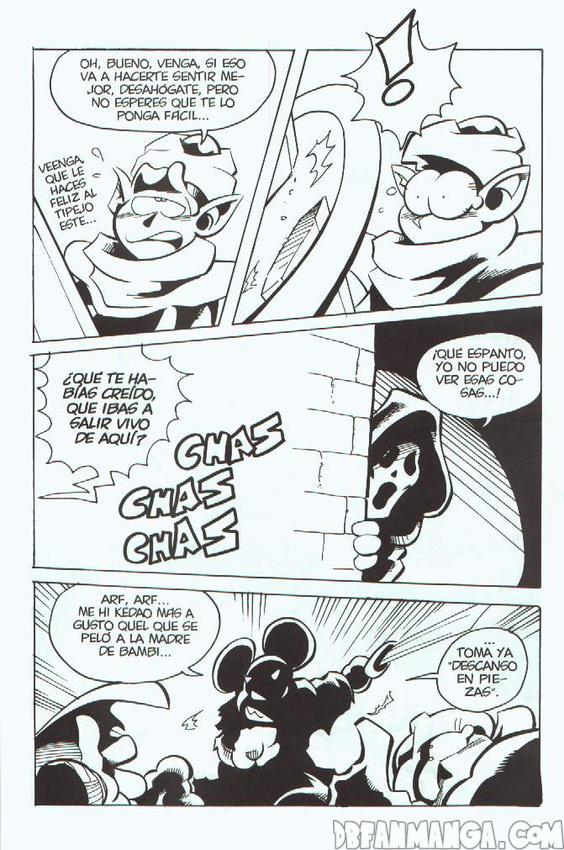 OH, BUENO, VENGA, SI ESO
VA A HACERTE SENTIR ME-
JOR, DESAHÓGATE, PERO
NO ESPERES QUE TE LO
PONGA FÁCIL...
VEENGA,
QUE LE
HACES
FELIZ AL
TIPEJO
ESTE...
!
¿QUÉ TE HA-
BÍAS CREÍDO,
QUE IBAS A
SALIR VIVO
DE AQUÍ?
CHAS
CHAS
CHAS
¡QUÉ ESPANTO,
YO NO PUEDO
VER ESAS CO-
SAS...!
ARF, ARF...
ME HI KEDAO MAS A
GUSTO QUEL QUE SE
PELÓ A LA MADRE
DE BAMBI...
...
TOMA YA
"DESCANSO
EN PIE-
ZAS".
DBFANMANGA.COM